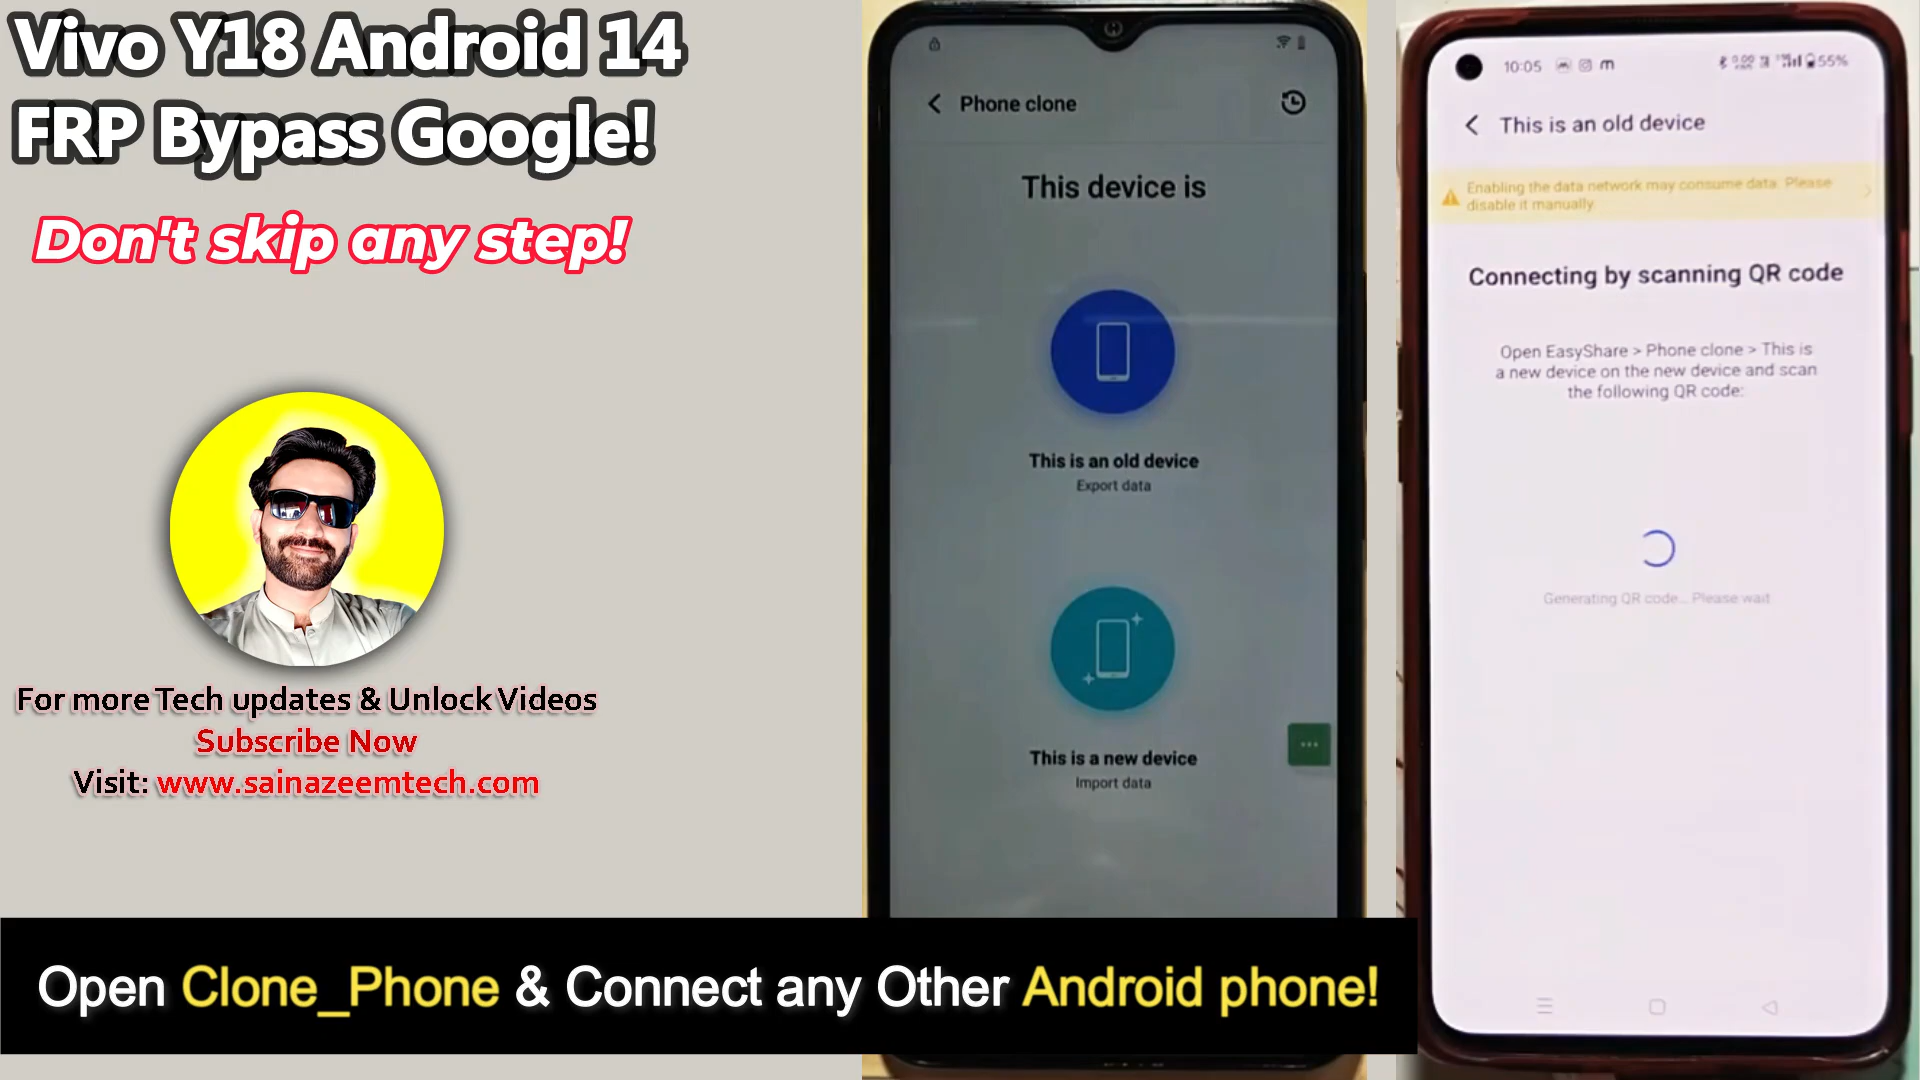 Vivo Y18 Android 14
FRP Bypass Google!
Don't skip any step!
For more Tech updates & Unlock Videos
Subscribe Now
Visit: www.sainazeemtech.com
Phone clone
This device is
This is an old device
Export data
This is a new device
Import data
10:05
55%
This is an old device
Enabling the data network may consume data. Please
disable it manually.
Connecting by scanning QR code
Open EasyShare > Phone clone > This is
a new device on the new device and scan
the following QR code:
Generating QR code... Please wait
Open Clone_Phone & Connect any Other Android phone!